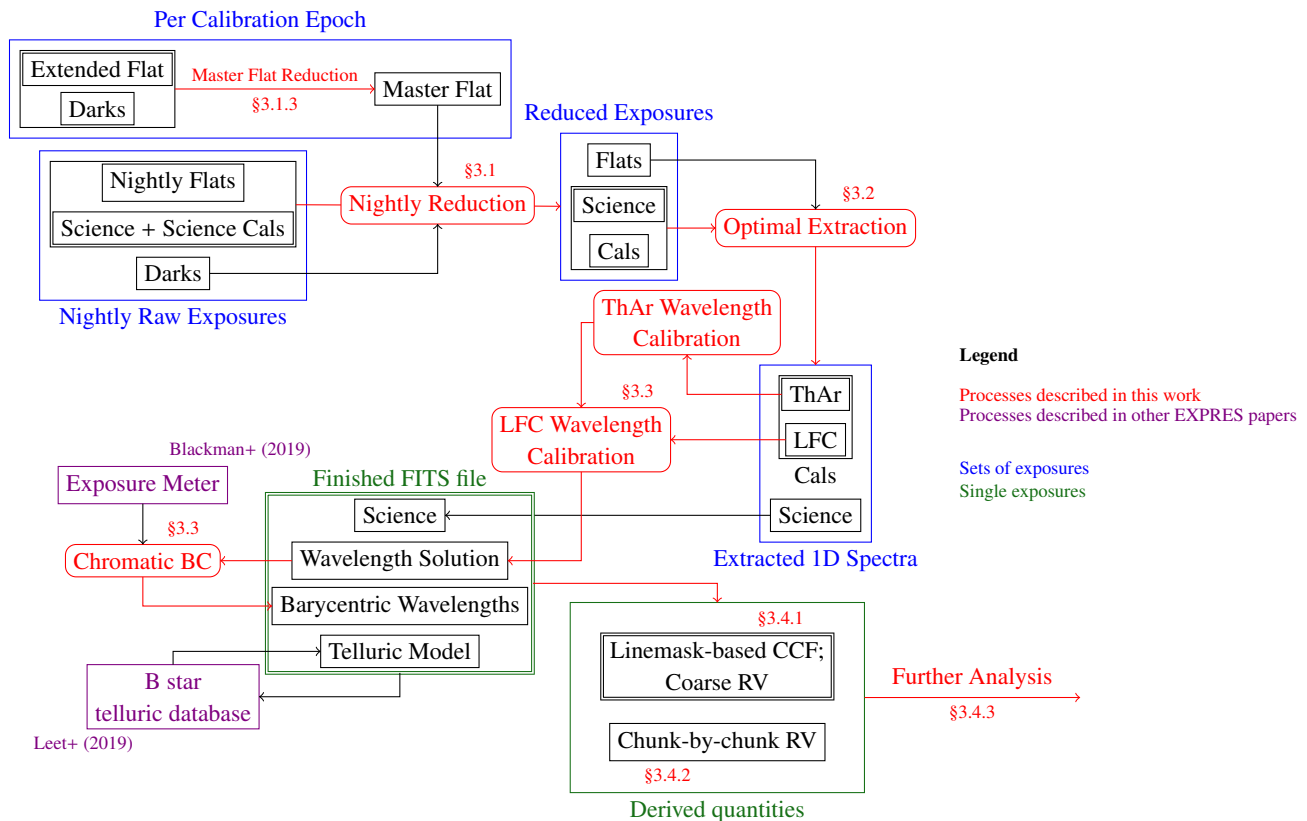 Per Calibration Epoch
Extended Flat
Darks
Master Flat Reduction
§3.1.3
Master Flat
Nightly Flats
Science + Science Cals
Darks
Nightly Raw Exposures
§3.1
Nightly Reduction
Reduced Exposures
Flats
Science
Cals
§3.2
Optimal Extraction
ThAr Wavelength
Calibration
§3.3
LFC Wavelength
Calibration
ThAr
LFC
Cals
Science
Extracted 1D Spectra
Legend
Processes described in this work
Processes described in other EXPRES papers
Sets of exposures
Single exposures
Blackman+ (2019)
Exposure Meter
§3.3
Chromatic BC
Finished FITS file
Science
Wavelength Solution
Barycentric Wavelengths
Telluric Model
B star
telluric database
Leet+ (2019)
§3.4.1
Linemask-based CCF;
Coarse RV
Chunk-by-chunk RV
§3.4.2
Derived quantities
Further Analysis
§3.4.3